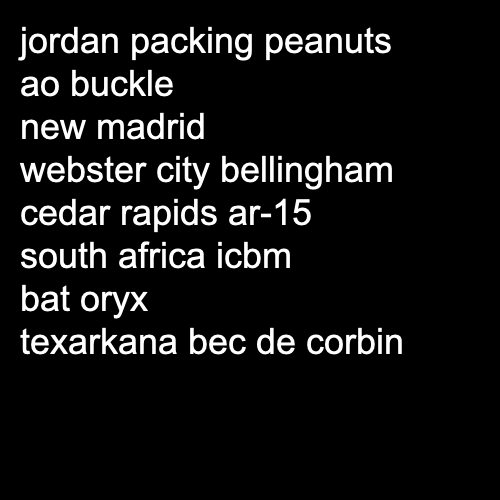 jordan packing peanuts
ao buckle
new madrid
webster city bellingham
cedar rapids ar-15
south africa icbm
bat oryx
texarkana bec de corbin